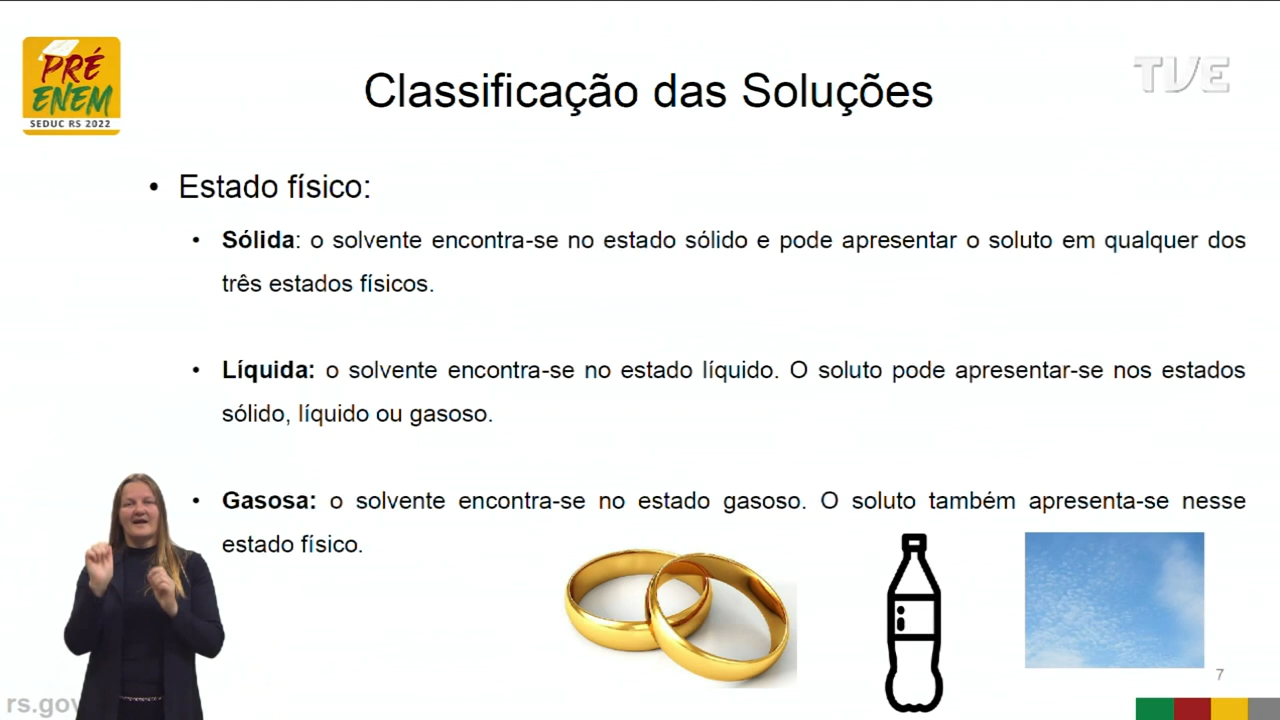 PRÉ
ENEM
SEDUC RS 2022
Classificação das Soluções
TVE
• Estado físico:
• Sólida: o solvente encontra-se no estado sólido e pode apresentar o soluto em qualquer dos
três estados físicos.
• Líquida: o solvente encontra-se no estado líquido. O soluto pode apresentar-se nos estados
sólido, líquido ou gasoso.
• Gasosa: o solvente encontra-se no estado gasoso. O soluto também apresenta-se nesse
estado físico.
7
rs.gov